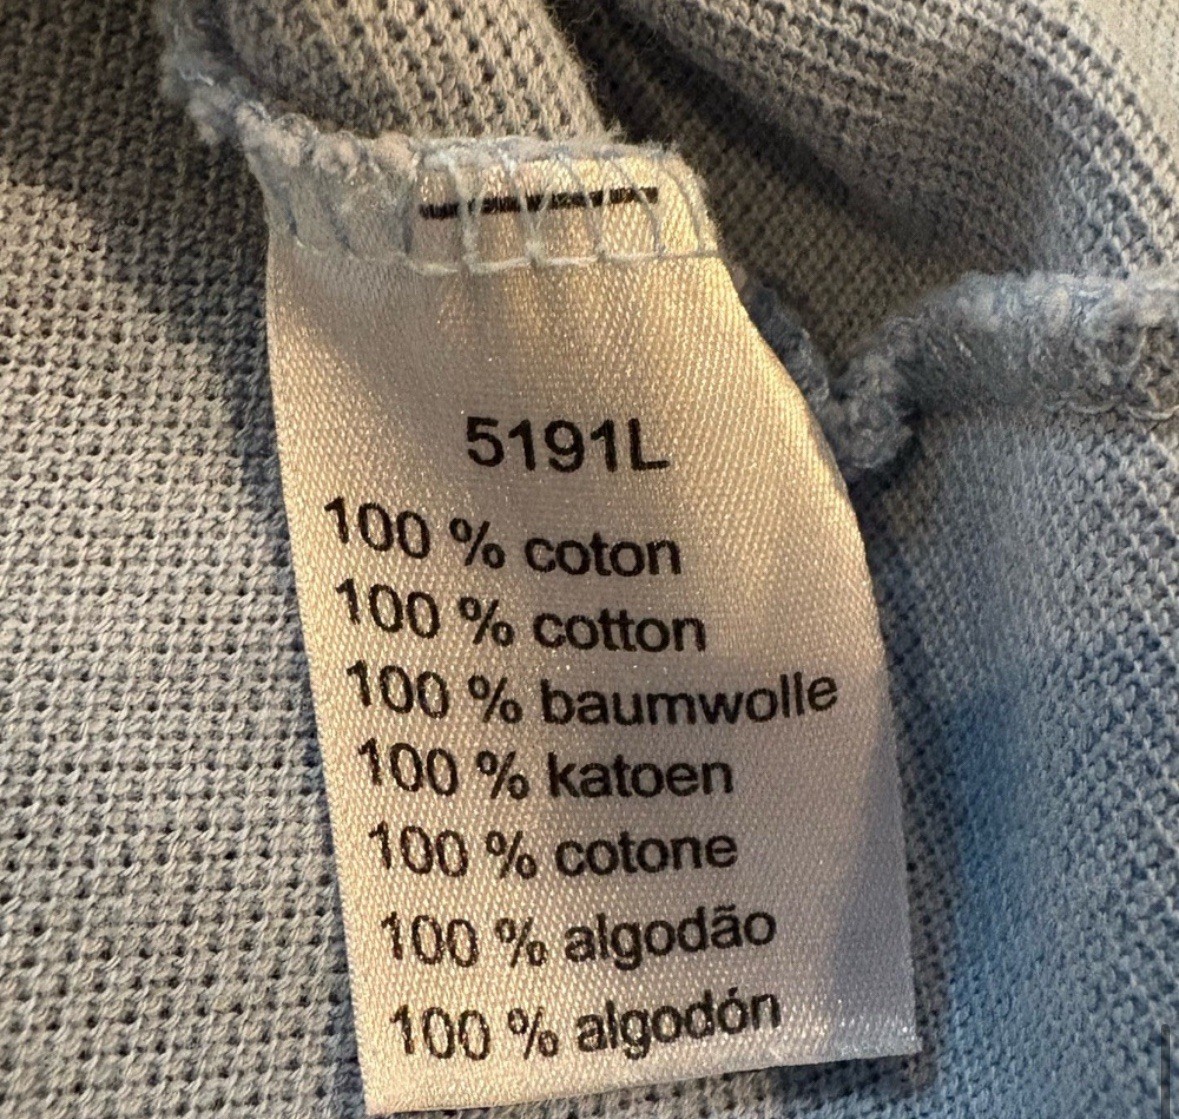 5191L
100 % coton
100 % cotton
100 % baumwolle
100 % katoen
100 % cotone
100 % algodão
100 % algodón